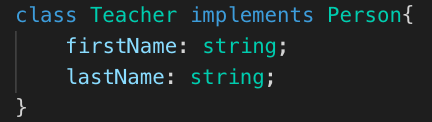 class Teacher implements Person{
    firstName: string;
    lastName: string;
}